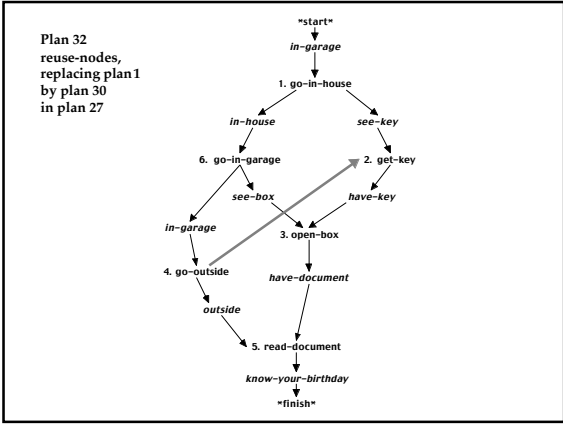 Plan 32
reuse-nodes,
replacing plan1
by plan 30
in plan 27
*start*
in-garage
1. go-in-house
in-house
see-key
6. go-in-garage
2. get-key
see-box
have-key
in-garage
3. open-box
4. go-outside
have-document
outside
5. read-document
know-your-birthday
*finish*